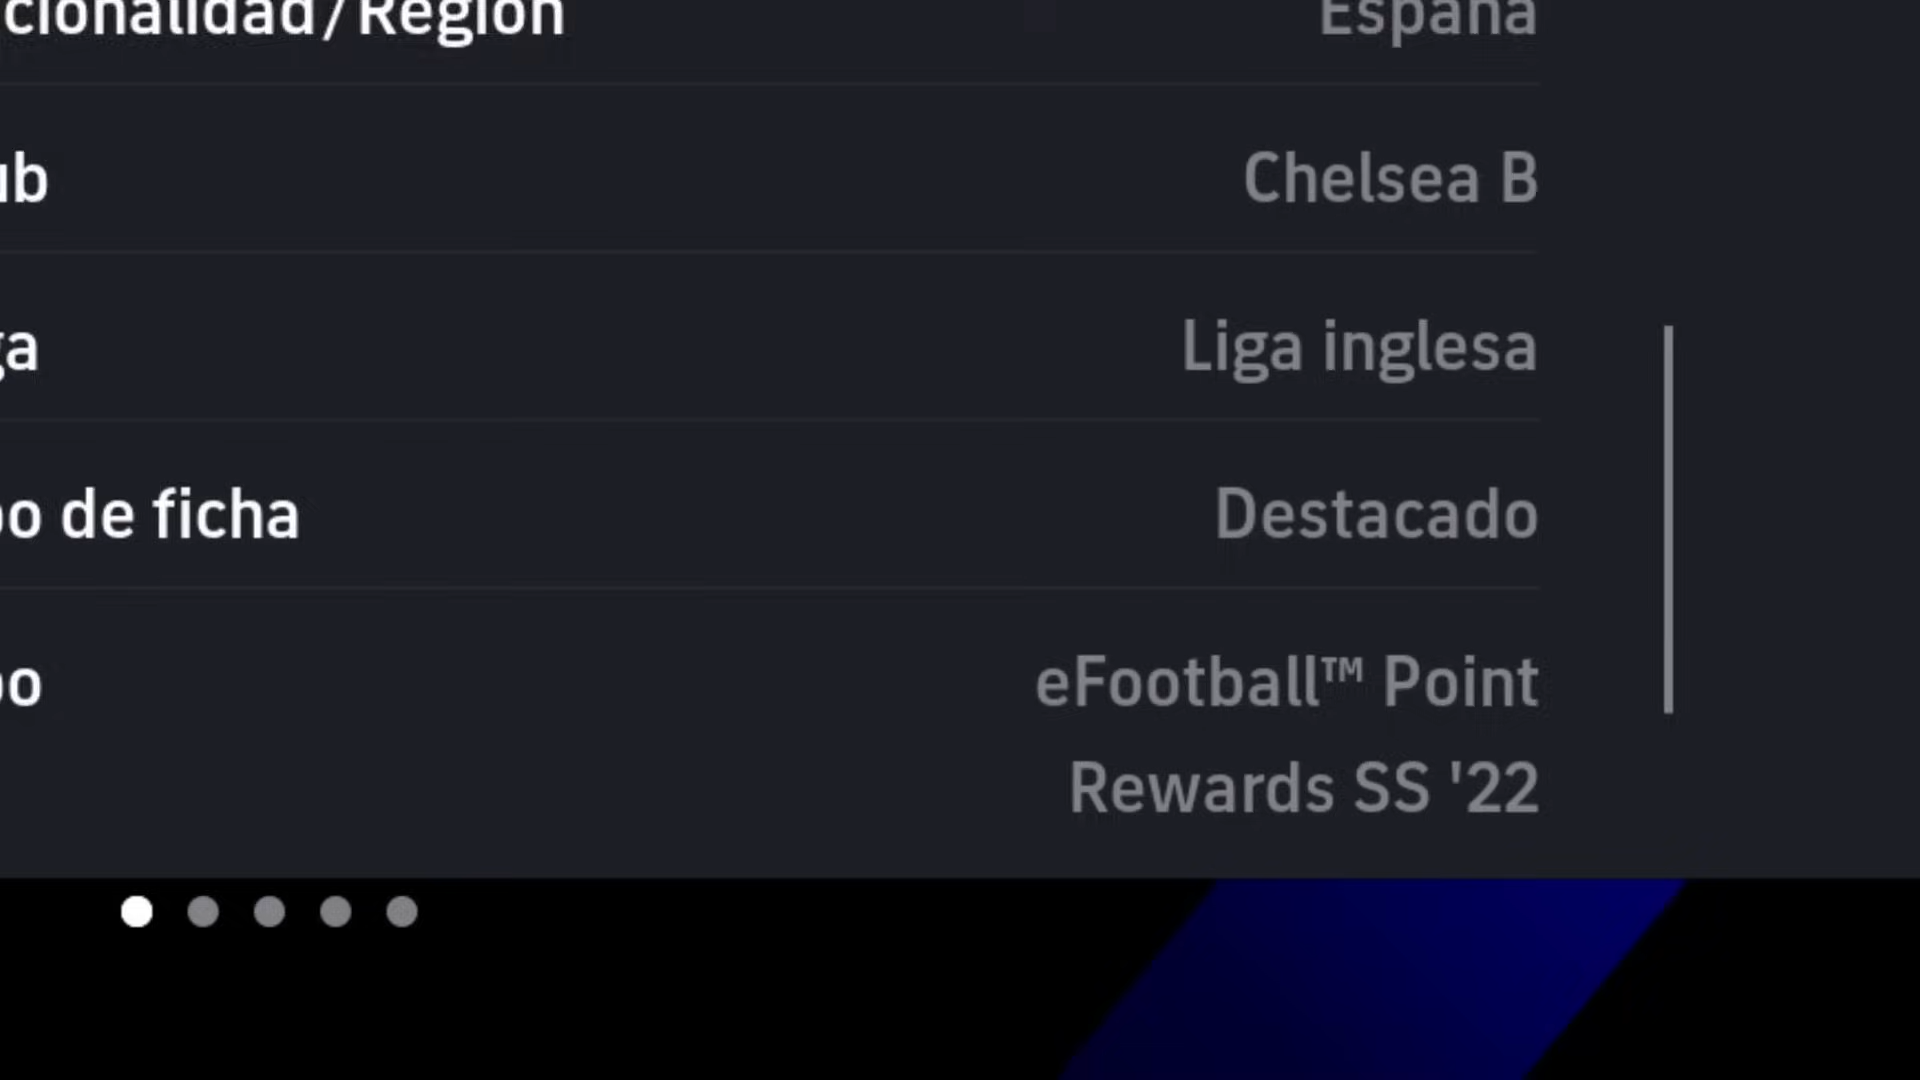 cionalidad/Región España
ub Chelsea B
ga Liga inglesa
po de ficha Destacado
po eFootball™ Point
Rewards SS '22